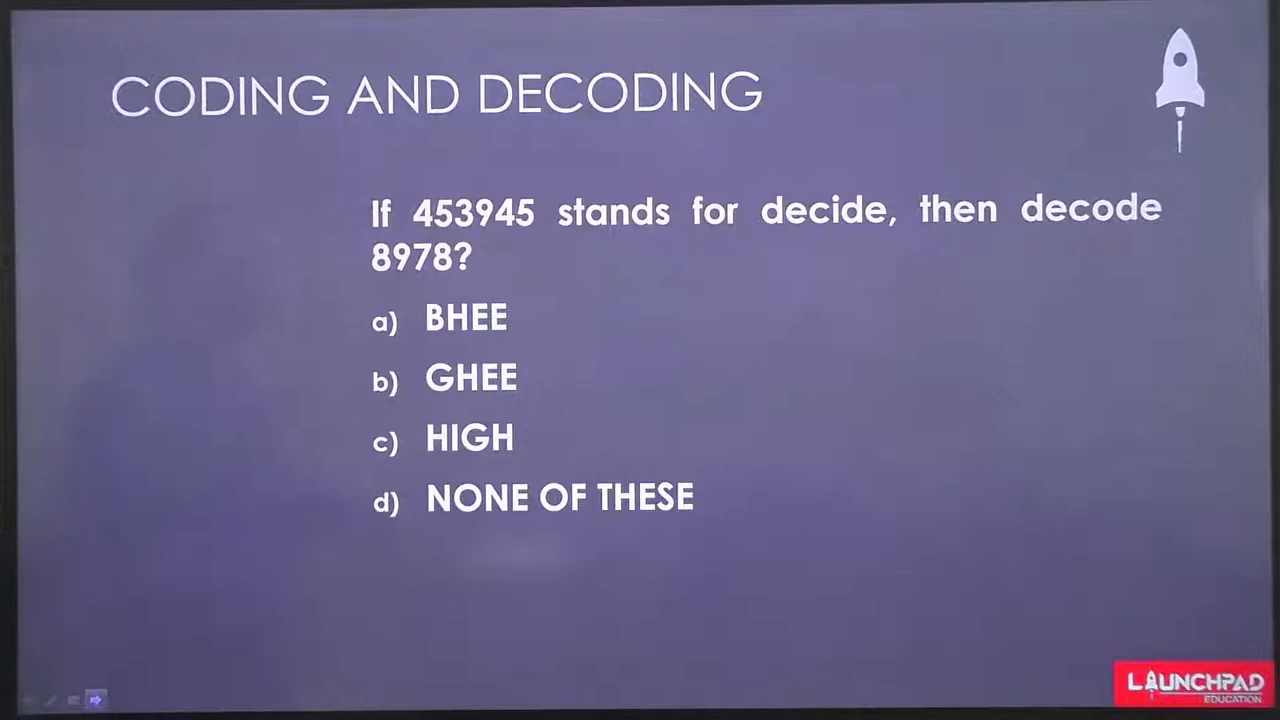 CODING AND DECODING
If 453945 stands for decide, then decode
8978?
a) BHEE
b) GHEE
c) HIGH
d) NONE OF THESE
LAUNCHPAD
EDUCATION